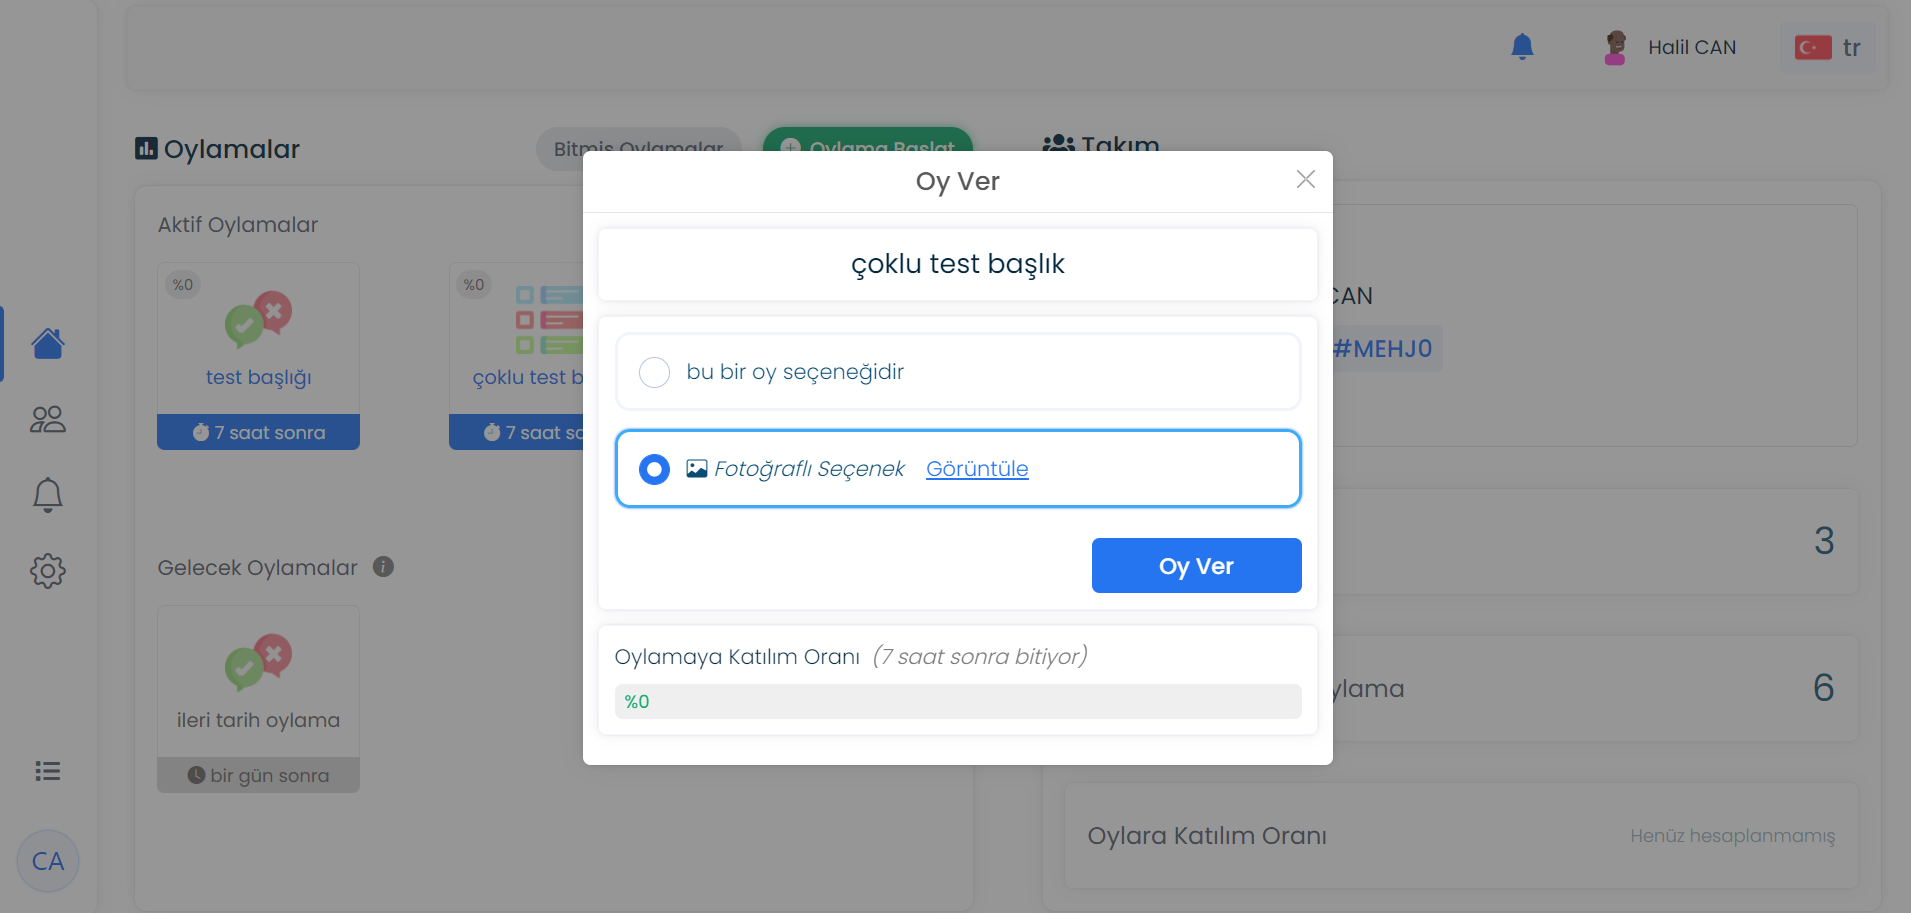 Halil CAN
tr
Oylamalar
Bitmiş Oylamalar
Oylama Başlat
Takım
Aktif Oylamalar
%0
test başlığı
7 saat sonra
%0
çoklu test b
7 saat so
Gelecek Oylamalar
ileri tarih oylama
bir gün sonra
CA
Oy Ver
çoklu test başlık
bu bir oy seçeneğidir
Fotoğraflı Seçenek Görüntüle
Oy Ver
Oylamaya Katılım Oranı (7 saat sonra bitiyor)
%0
CAN
#MEHJ0
3
ylama
6
Oylara Katılım Oranı
Henüz hesaplanmamış